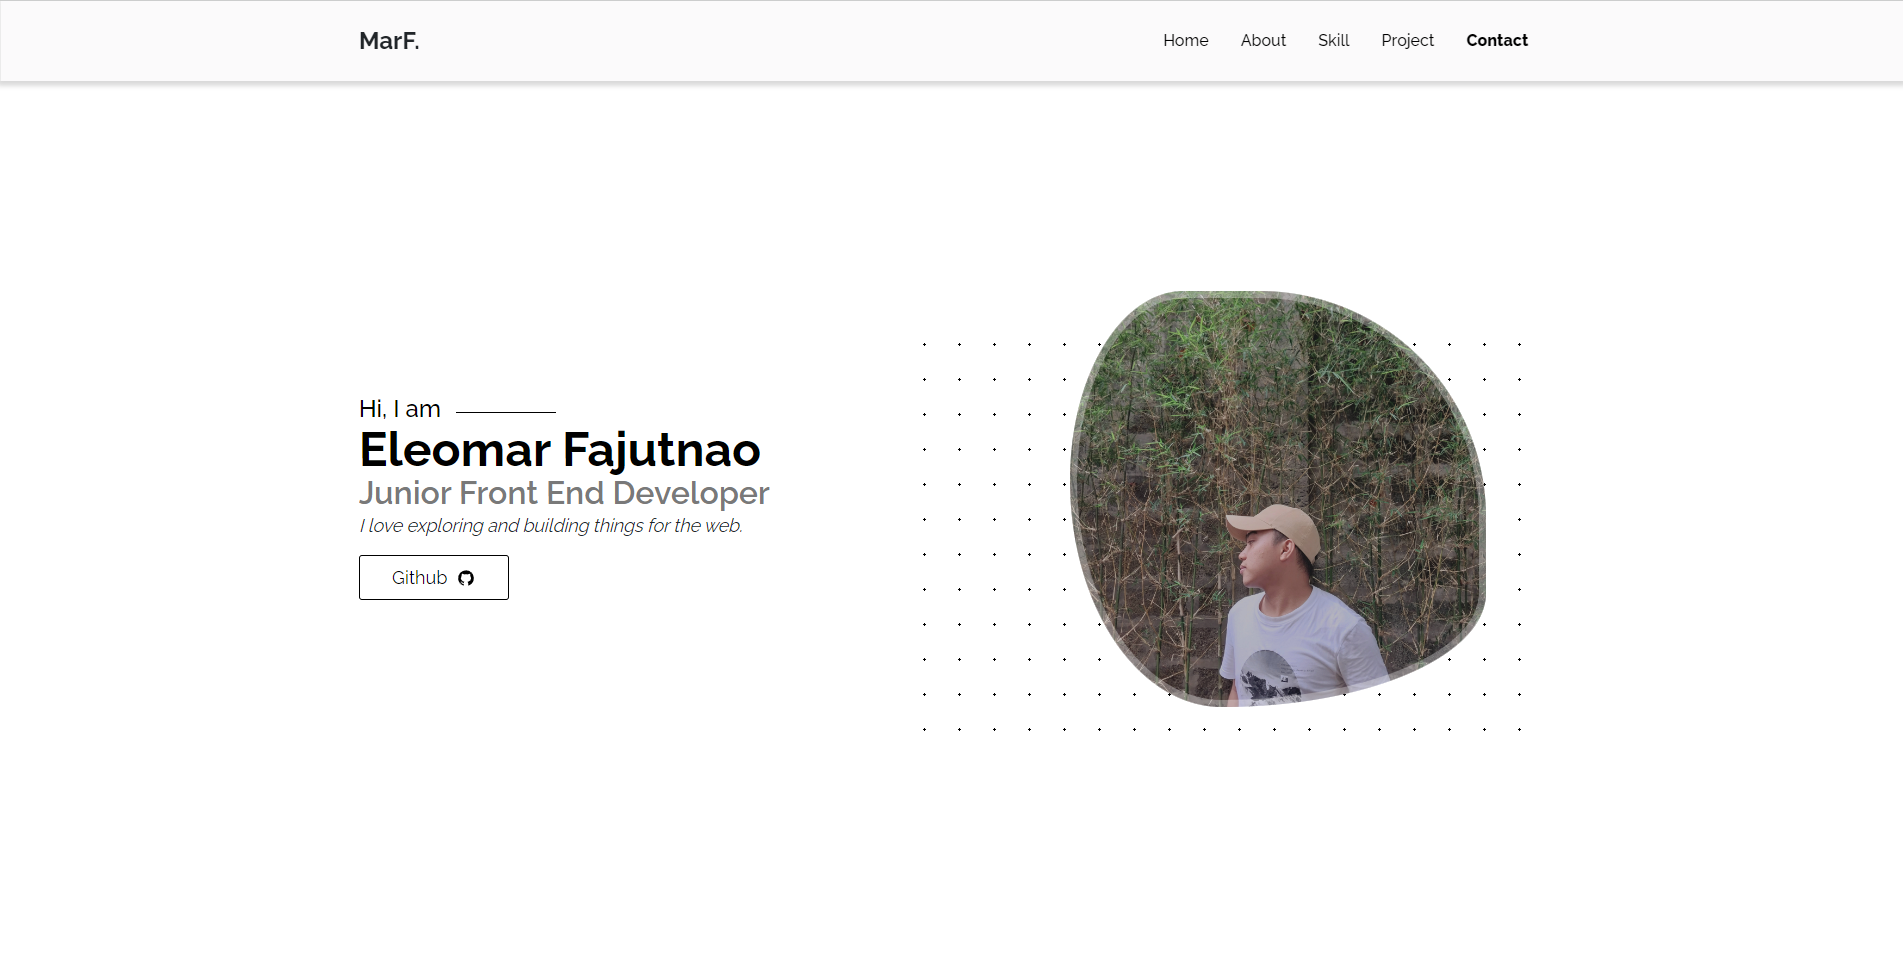 MarF.
Home About Skill Project Contact
Hi, I am
Eleomar Fajutnao
Junior Front End Developer
I love exploring and building things for the web.
Github